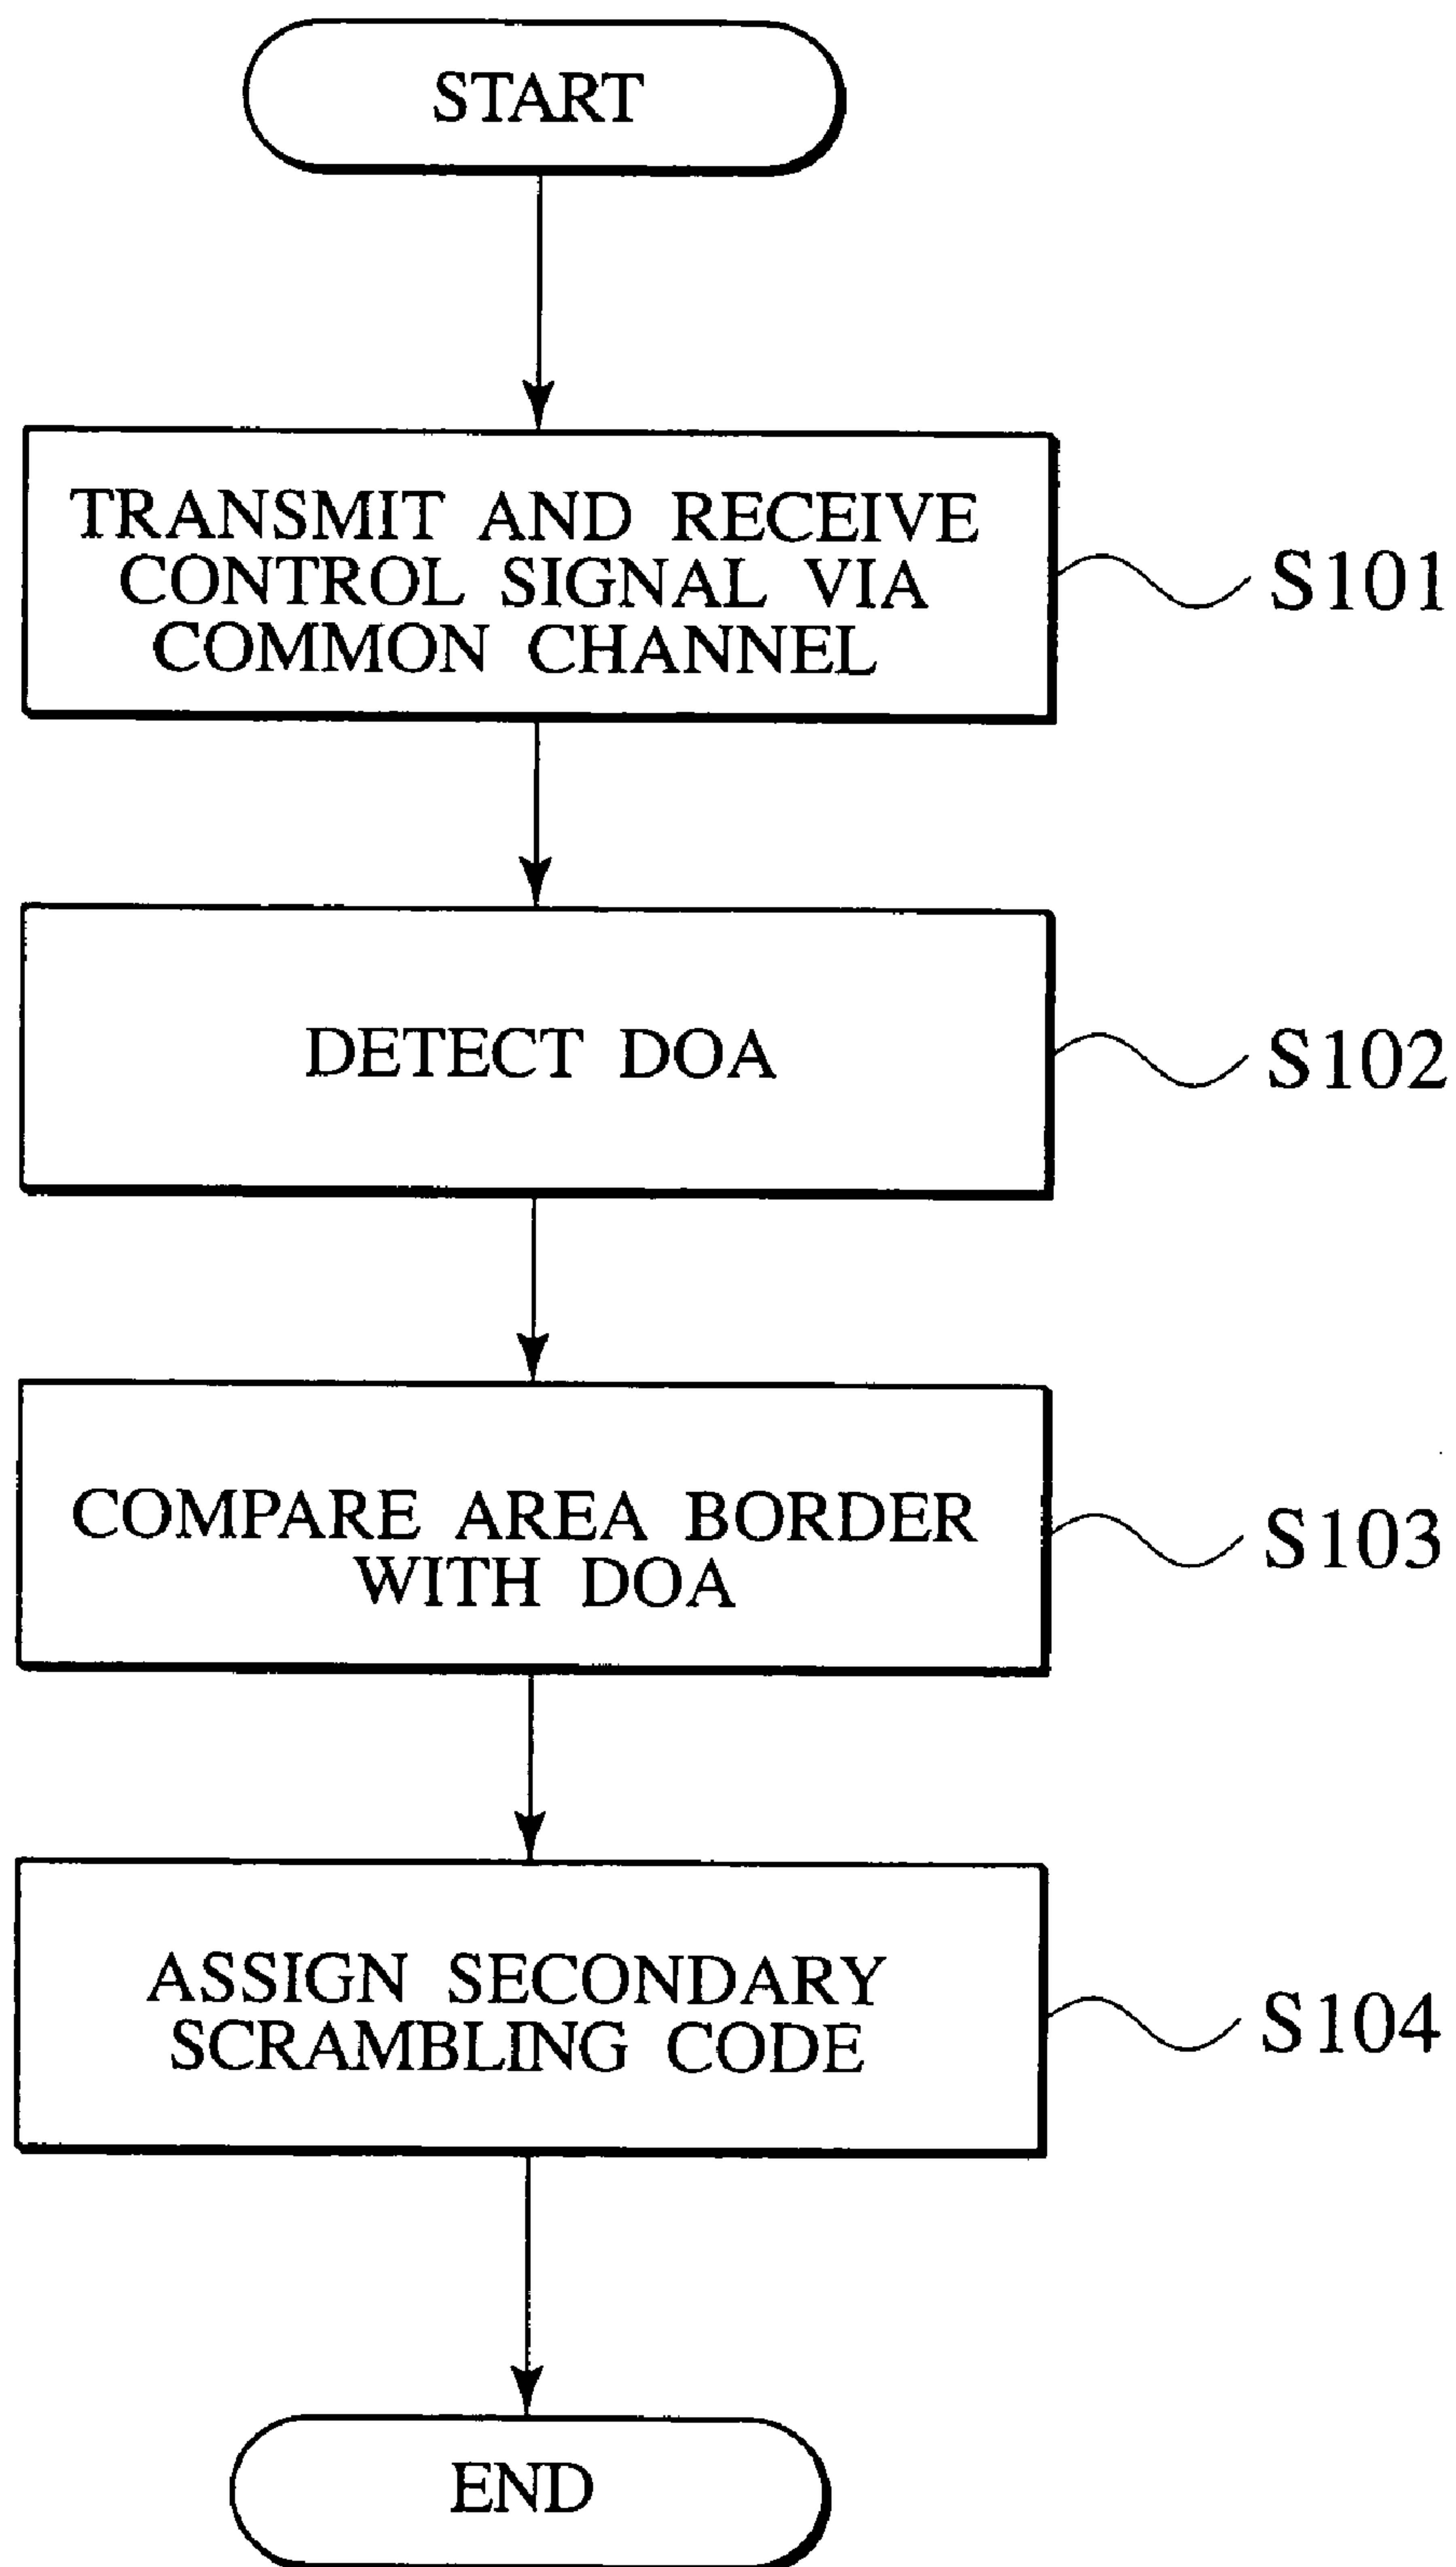 START
TRANSMIT AND RECEIVE
CONTROL SIGNAL VIA
COMMON CHANNEL
S101
DETECT DOA
S102
COMPARE AREA BORDER
WITH DOA
S103
ASSIGN SECONDARY
SCRAMBLING CODE
S104
END